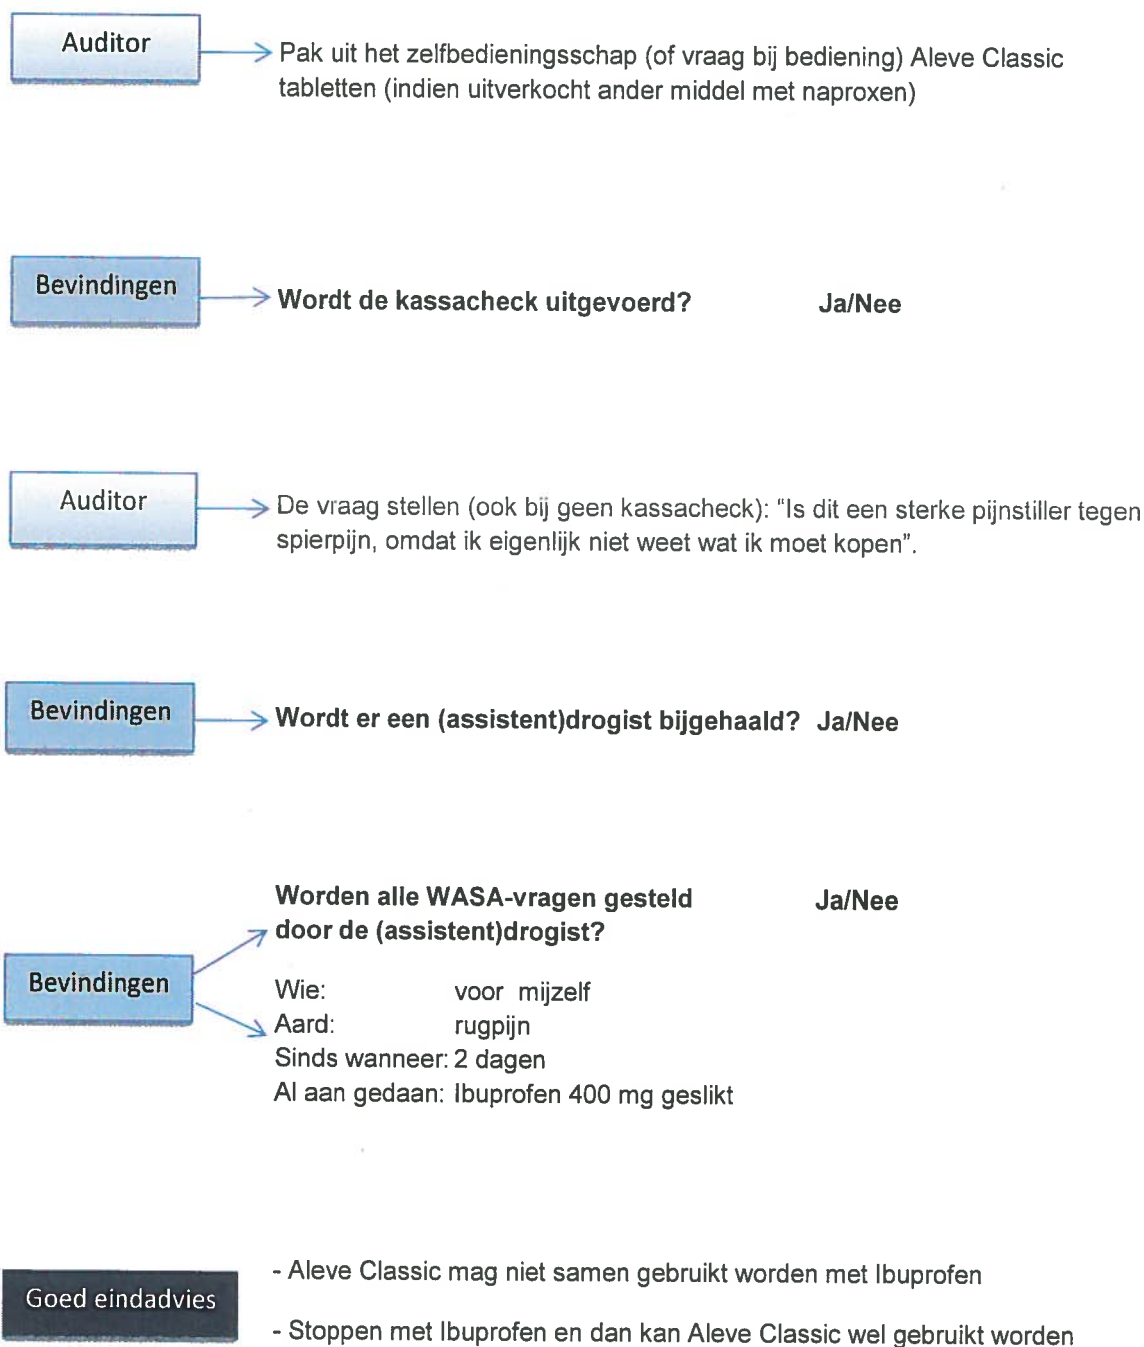 Auditor
Pak uit het zelfbedieningsschap (of vraag bij bediening) Aleve Classic
tabletten (indien uitverkocht ander middel met naproxen)
Bevindingen
Wordt de kassacheck uitgevoerd? Ja/Nee
Auditor
De vraag stellen (ook bij geen kassacheck): “Is dit een sterke pijnstiller tegen
spierpijn, omdat ik eigenlijk niet weet wat ik moet kopen”.
Bevindingen
Wordt er een (assistent)drogist bijgehaald? Ja/Nee
Bevindingen
Worden alle WASA-vragen gesteld Ja/Nee
door de (assistent)drogist?
Wie: voor mijzelf
Aard: rugpijn
Sinds wanneer: 2 dagen
Al aan gedaan: Ibuprofen 400 mg geslikt
Goed eindadvies
- Aleve Classic mag niet samen gebruikt worden met Ibuprofen
- Stoppen met Ibuprofen en dan kan Aleve Classic wel gebruikt worden